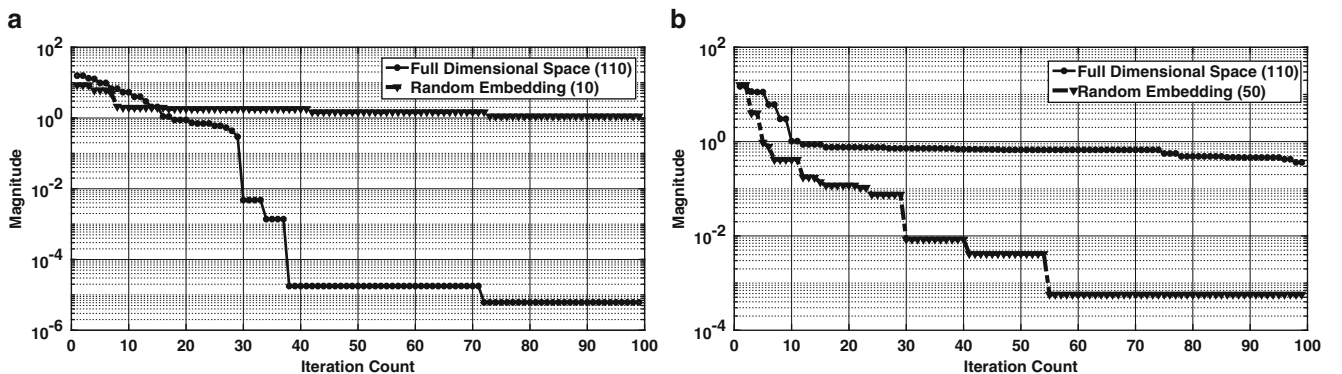 a
10^2
10^0
10^-2
10^-4
10^-6
Magnitude
Full Dimensional Space (110)
Random Embedding (10)
0 10 20 30 40 50 60 70 80 90 100
Iteration Count
b
10^2
10^0
10^-2
10^-4
Magnitude
Full Dimensional Space (110)
Random Embedding (50)
0 10 20 30 40 50 60 70 80 90 100
Iteration Count